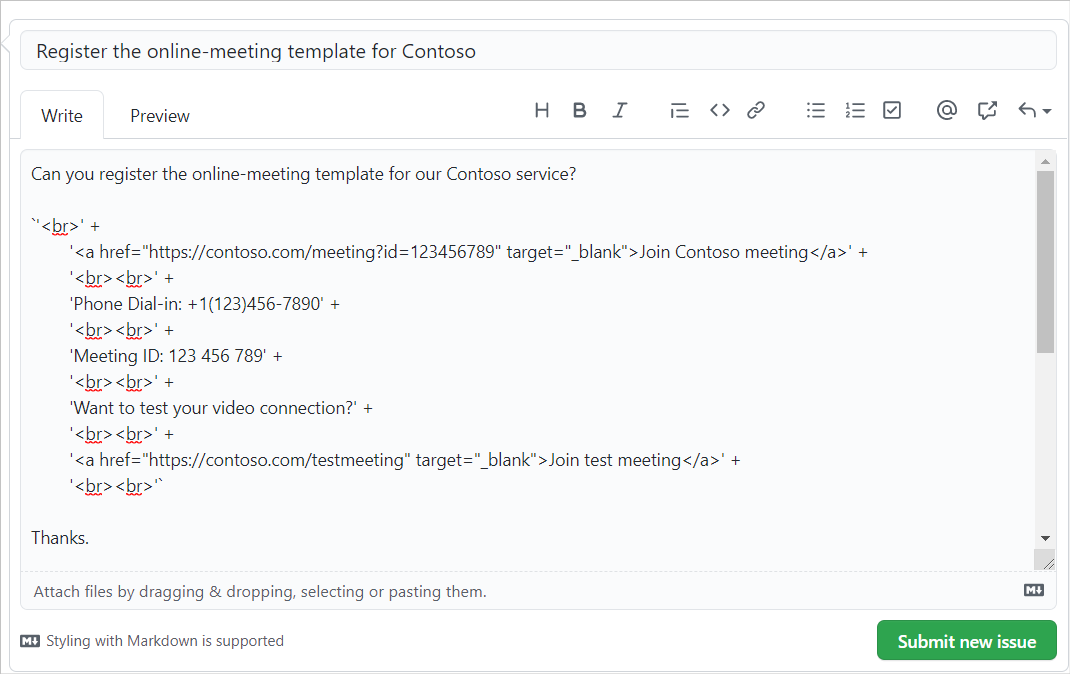 Register the online-meeting template for Contoso
Write Preview
Can you register the online-meeting template for our Contoso service?
`'<br>' +
'<a href="https://contoso.com/meeting?id=123456789" target="_blank">Join Contoso meeting</a>' +
'<br><br>' +
'Phone Dial-in: +1(123)456-7890' +
'<br><br>' +
'Meeting ID: 123 456 789' +
'<br><br>' +
'Want to test your video connection?' +
'<br><br>' +
'<a href="https://contoso.com/testmeeting" target="_blank">Join test meeting</a>' +
'<br><br>'`
Thanks.
Attach files by dragging & dropping, selecting or pasting them.
Styling with Markdown is supported
Submit new issue